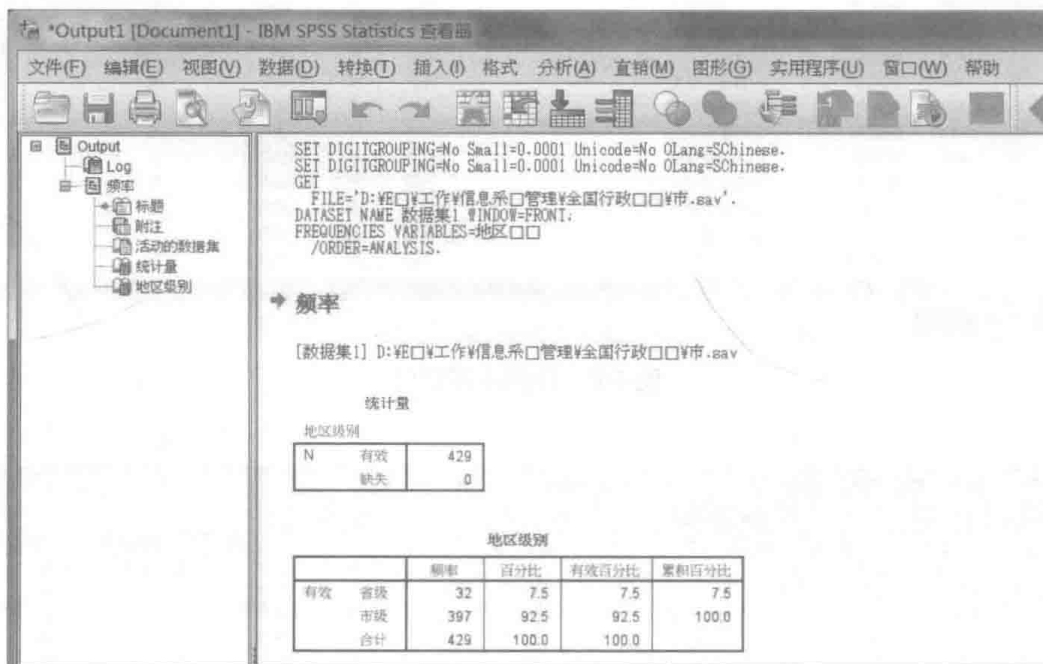 *Output1 [Document1] - IBM SPSS Statistics 查看器
文件(F) 编辑(E) 视图(V) 数据(D) 转换(T) 插入(I) 格式 分析(A) 直销(M) 图形(G) 实用程序(U) 窗口(W) 帮助
Output
Log
频率
标题
附注
活动的数据集
统计量
地区级别
SET DIGITGROUPING=No Small=0.0001 Unicode=No OLang=SChinese.
SET DIGITGROUPING=No Small=0.0001 Unicode=No OLang=SChinese.
GET
FILE='D:¥E□¥工作¥信息系□管理¥全国行政□□¥市.sav'.
DATASET NAME 数据集1 WINDOW=FRONT.
FREQUENCIES VARIABLES=地区□□
/ORDER=ANALYSIS.
频率
[数据集1] D:¥E□¥工作¥信息系□管理¥全国行政□□¥市.sav
统计量
地区级别
N 有效 429
缺失 0
地区级别
频率 百分比 有效百分比 累积百分比
有效 省级 32 7.5 7.5 7.5
市级 397 92.5 92.5 100.0
合计 429 100.0 100.0